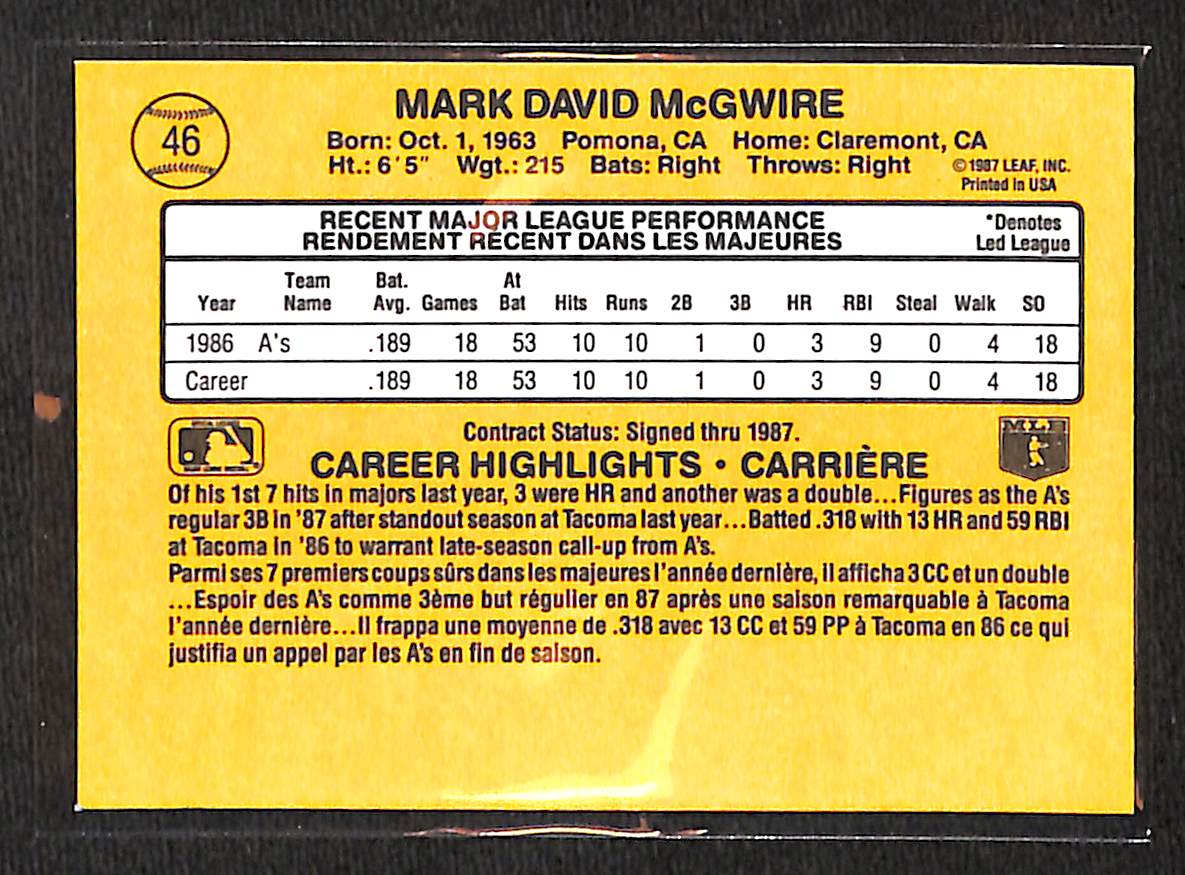 46
MARK DAVID McGWIRE
Born: Oct. 1, 1963 Pomona, CA Home: Claremont, CA
Ht.: 6'5" Wgt.: 215 Bats: Right Throws: Right
©1987 LEAF, INC.
Printed in USA
RECENT MAJOR LEAGUE PERFORMANCE
RENDEMENT RÉCENT DANS LES MAJEURES
*Denotes
Led League
Team Bat. At
Year Name Avg. Games Bat Hits Runs 2B 3B HR RBI Steal Walk SO
1986 A's .189 18 53 10 10 1 0 3 9 0 4 18
Career .189 18 53 10 10 1 0 3 9 0 4 18
Contract Status: Signed thru 1987.
MLB
CAREER HIGHLIGHTS • CARRIÈRE
Of his 1st 7 hits in majors last year, 3 were HR and another was a double...Figures as the A's
regular 3B in '87 after standout season at Tacoma last year...Batted .318 with 13 HR and 59 RBI
at Tacoma in '86 to warrant late-season call-up from A's.
Parmi ses 7 premiers coups sûrs dans les majeures l'année dernière, il afficha 3 CC et un double
...Espoir des A's comme 3ème but régulier en 87 après une saison remarquable à Tacoma
l'année dernière...Il frappa une moyenne de .318 avec 13 CC et 59 PP à Tacoma en 86 ce qui
justifia un appel par les A's en fin de saison.